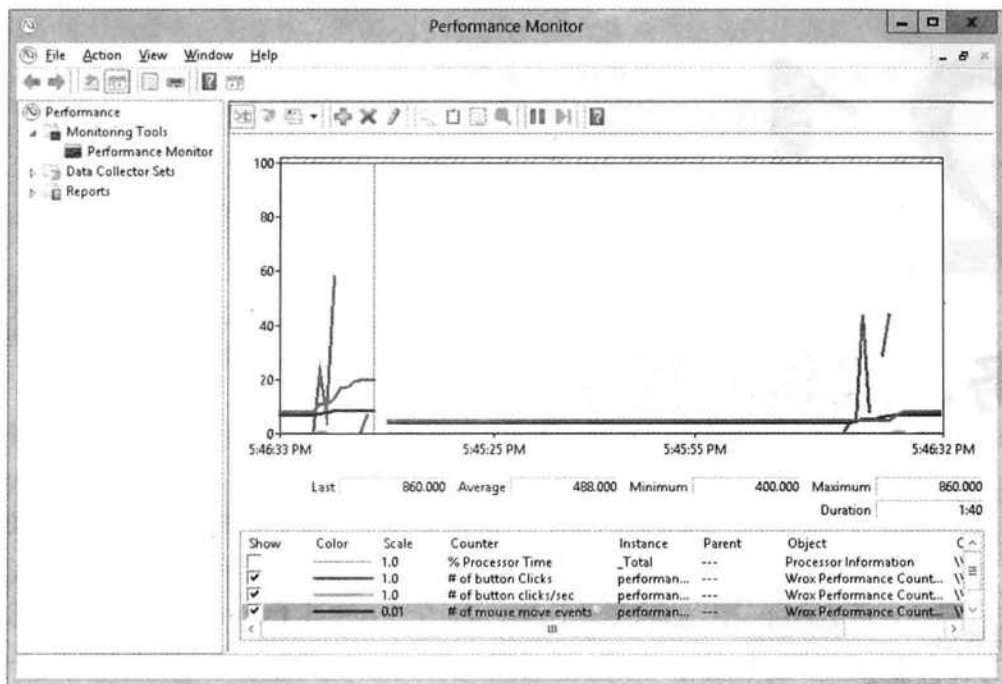 Performance Monitor
File Action View Window Help
Performance
Monitoring Tools
Performance Monitor
Data Collector Sets
Reports
100
80
60
40
20
0
5:46:33 PM 5:45:25 PM 5:45:55 PM 5:46:32 PM
Last 860.000 Average 488.000 Minimum 400.000 Maximum 860.000
Duration 1:40
Show Color Scale Counter Instance Parent Object C
1.0 % Processor Time _Total --- Processor Information \\
1.0 # of button Clicks performan... --- Wrox Performance Count... \\
1.0 # of button clicks/sec performan... --- Wrox Performance Count... \\
0.01 # of mouse move events performan... --- Wrox Performance Count... \\